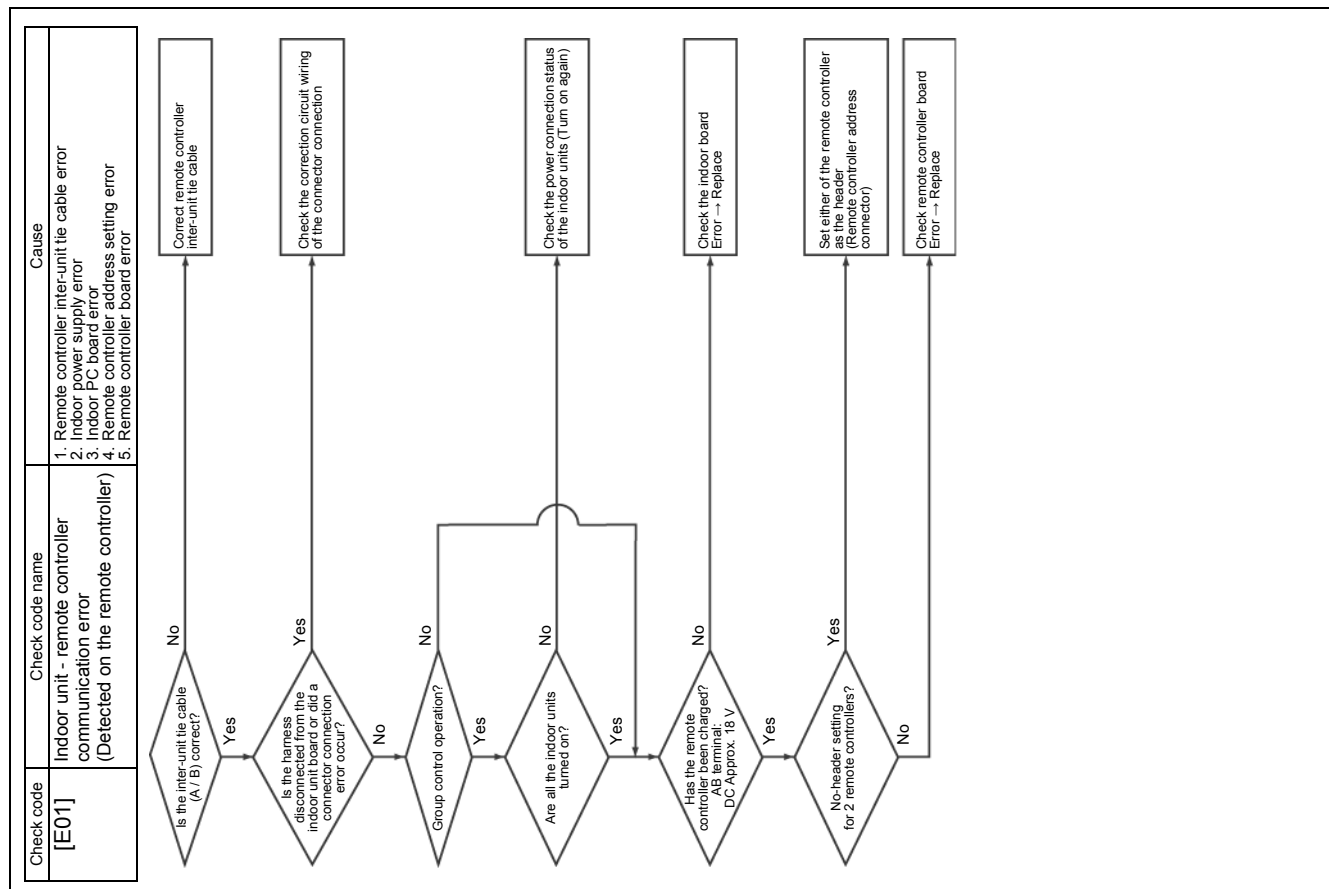 Check code
Check code name
Cause
[E01]
Indoor unit - remote controller
communication error
(Detected on the remote controller)
1. Remote controller inter-unit tie cable error
2. Indoor power supply error
3. Indoor PC board error
4. Remote controller address setting error
5. Remote controller board error
Is the inter-unit tie cable
(A / B) correct?
No
Correct remote controller
inter-unit tie cable
Yes
Is the harness
disconnected from the
indoor unit board or did a
connector connection
error occur?
Yes
Check the correction circuit wiring
of the connector connection
No
Group control operation?
No
Yes
Are all the indoor units
turned on?
No
Check the power connection status
of the indoor units (Turn on again)
Yes
Has the remote
controller been charged?
AB terminal:
DC Approx. 18 V
No
Check the indoor board
Error → Replace
Yes
No-header setting
for 2 remote controllers?
Yes
Set either of the remote controller
as the header
(Remote controller address
connector)
No
Check remote controller board
Error → Replace